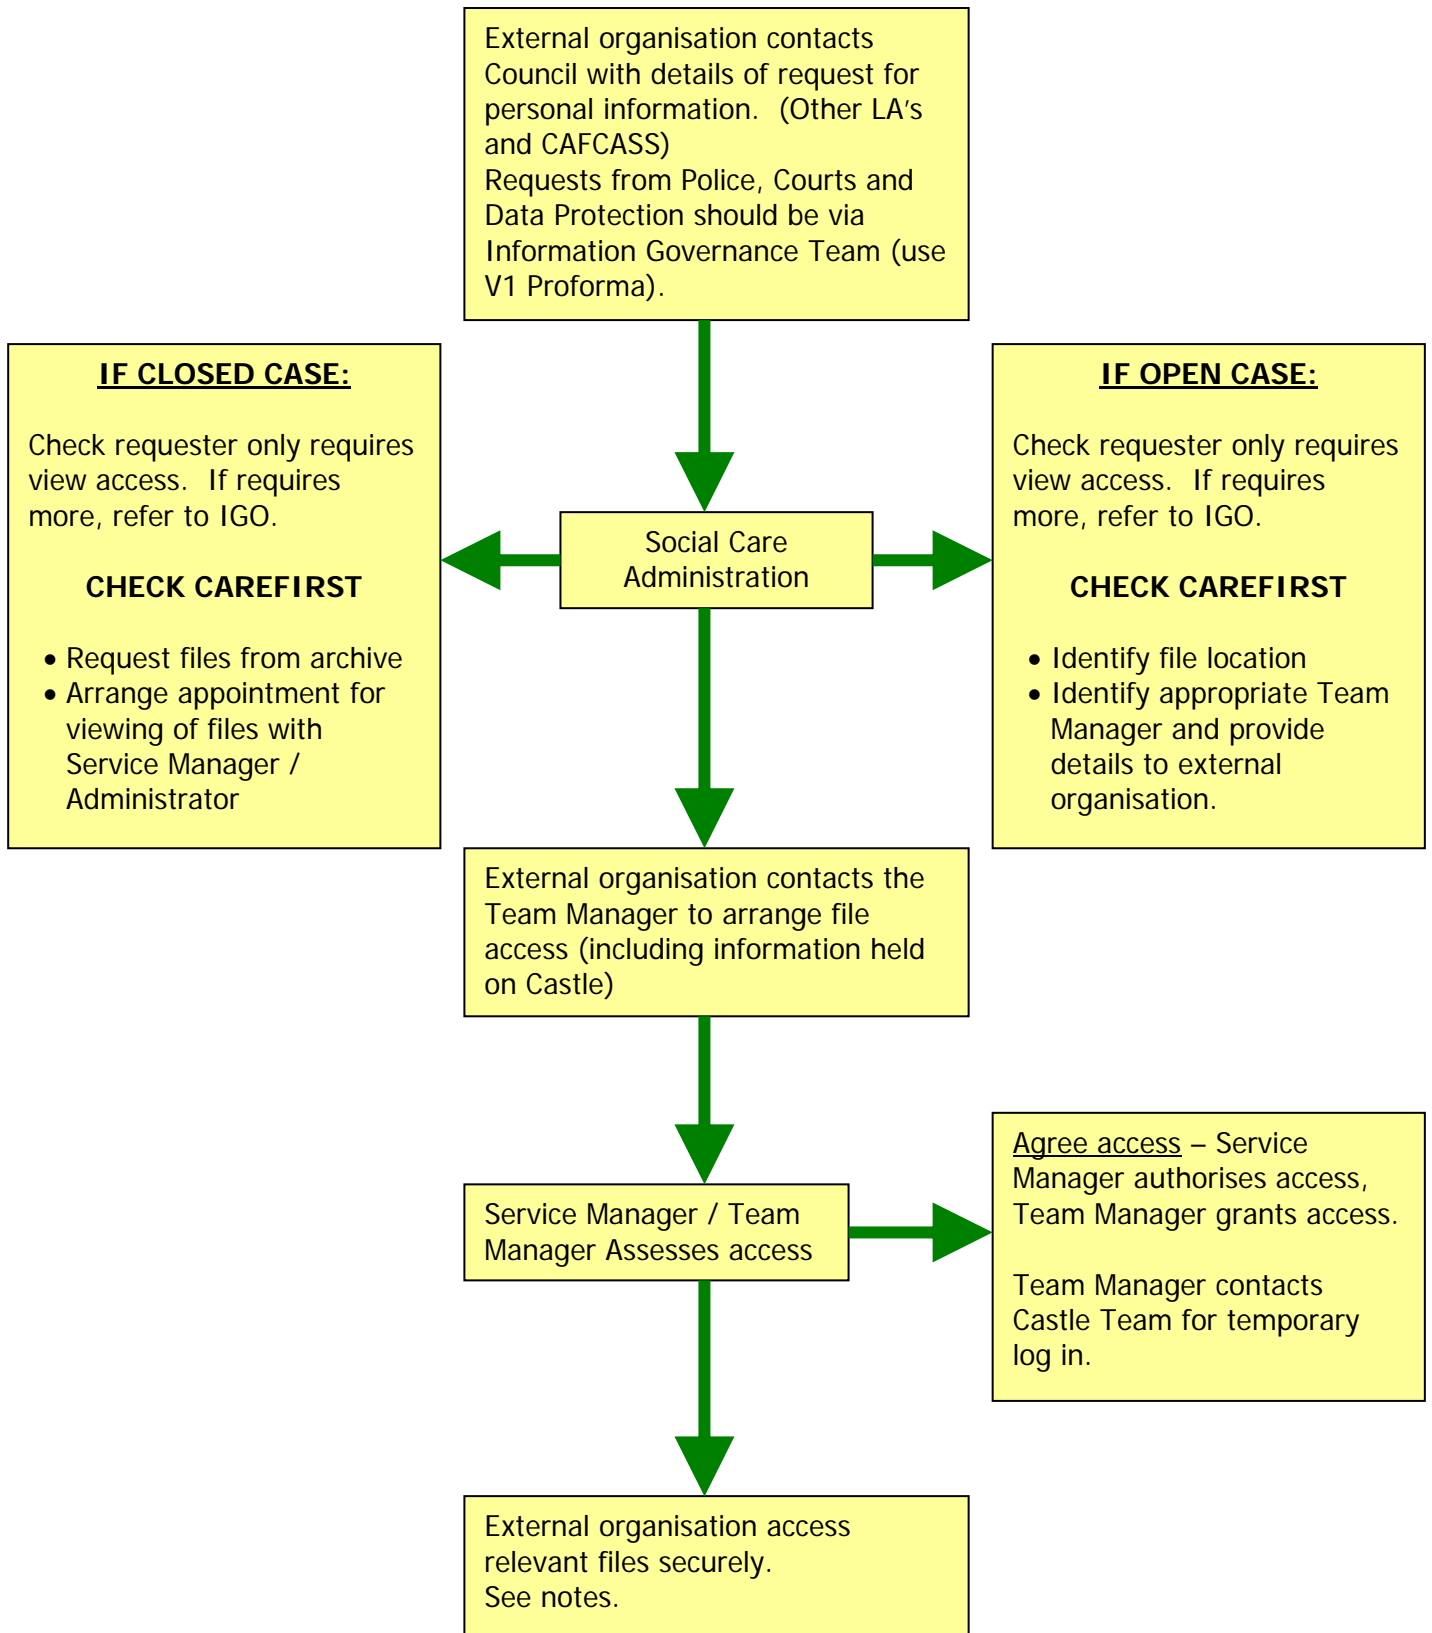 External organisation contacts
Council with details of request for
personal information.  (Other LA's
and CAFCASS)
Requests from Police, Courts and
Data Protection should be via
Information Governance Team (use
V1 Proforma).
IF CLOSED CASE:
Check requester only requires
view access.  If requires
more, refer to IGO.
CHECK CAREFIRST
• Request files from archive
• Arrange appointment for
viewing of files with
Service Manager /
Administrator
Social Care
Administration
IF OPEN CASE:
Check requester only requires
view access.  If requires
more, refer to IGO.
CHECK CAREFIRST
• Identify file location
• Identify appropriate Team
Manager and provide
details to external
organisation.
External organisation contacts the
Team Manager to arrange file
access (including information held
on Castle)
Service Manager / Team
Manager Assesses access
Agree access – Service
Manager authorises access,
Team Manager grants access.
Team Manager contacts
Castle Team for temporary
log in.
External organisation access
relevant files securely.
See notes.